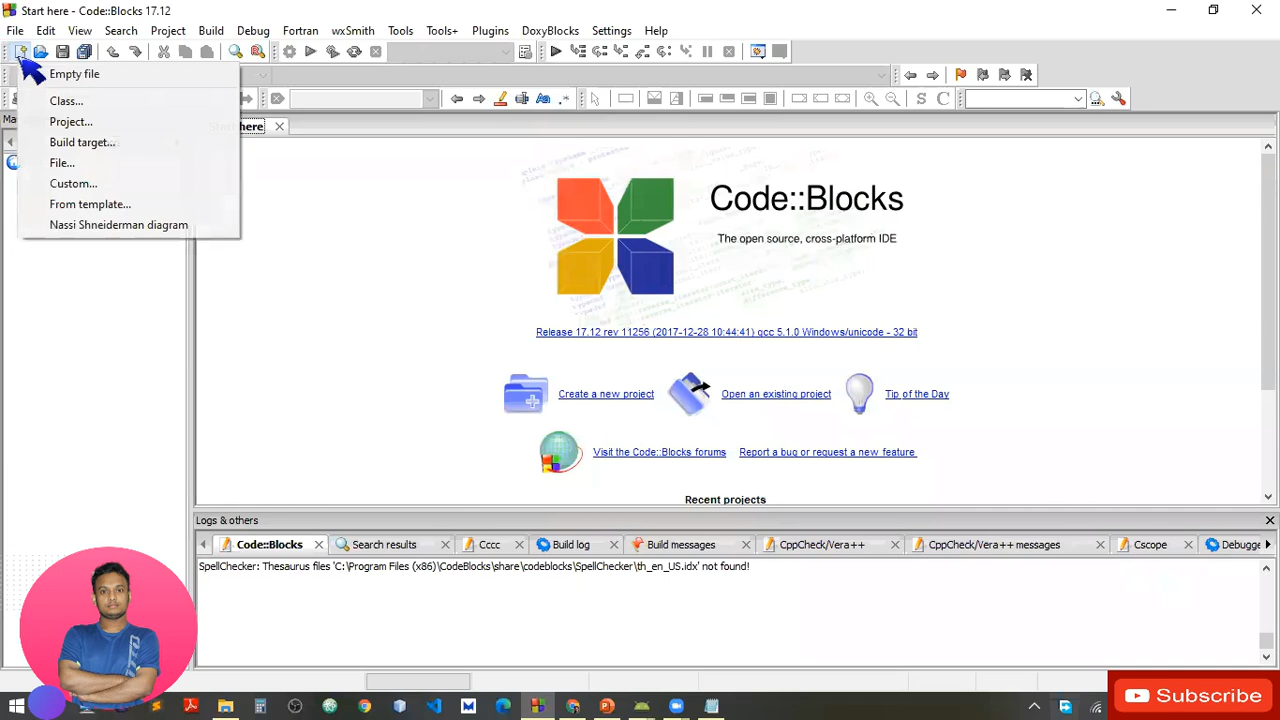 Start here - Code::Blocks 17.12
File Edit View Search Project Build Debug Fortran wxSmith Tools Tools+ Plugins DoxyBlocks Settings Help
Empty file
Class...
Project...
Build target...
File...
Custom...
From template...
Nassi Shneiderman diagram
here
Code::Blocks
The open source, cross-platform IDE
Release 17.12 rev 11256 (2017-12-28 10:44:41) gcc 5.1.0 Windows/unicode - 32 bit
Create a new project Open an existing project Tip of the Day
Visit the Code::Blocks forums Report a bug or request a new feature
Recent projects
Logs & others
Code::Blocks Search results Cccc Build log Build messages CppCheck/Vera++ CppCheck/Vera++ messages Cscope Debugge
SpellChecker: Thesaurus files 'C:\Program Files (x86)\CodeBlocks\share\codeblocks\SpellChecker\th_en_US.idx' not found!
Subscribe